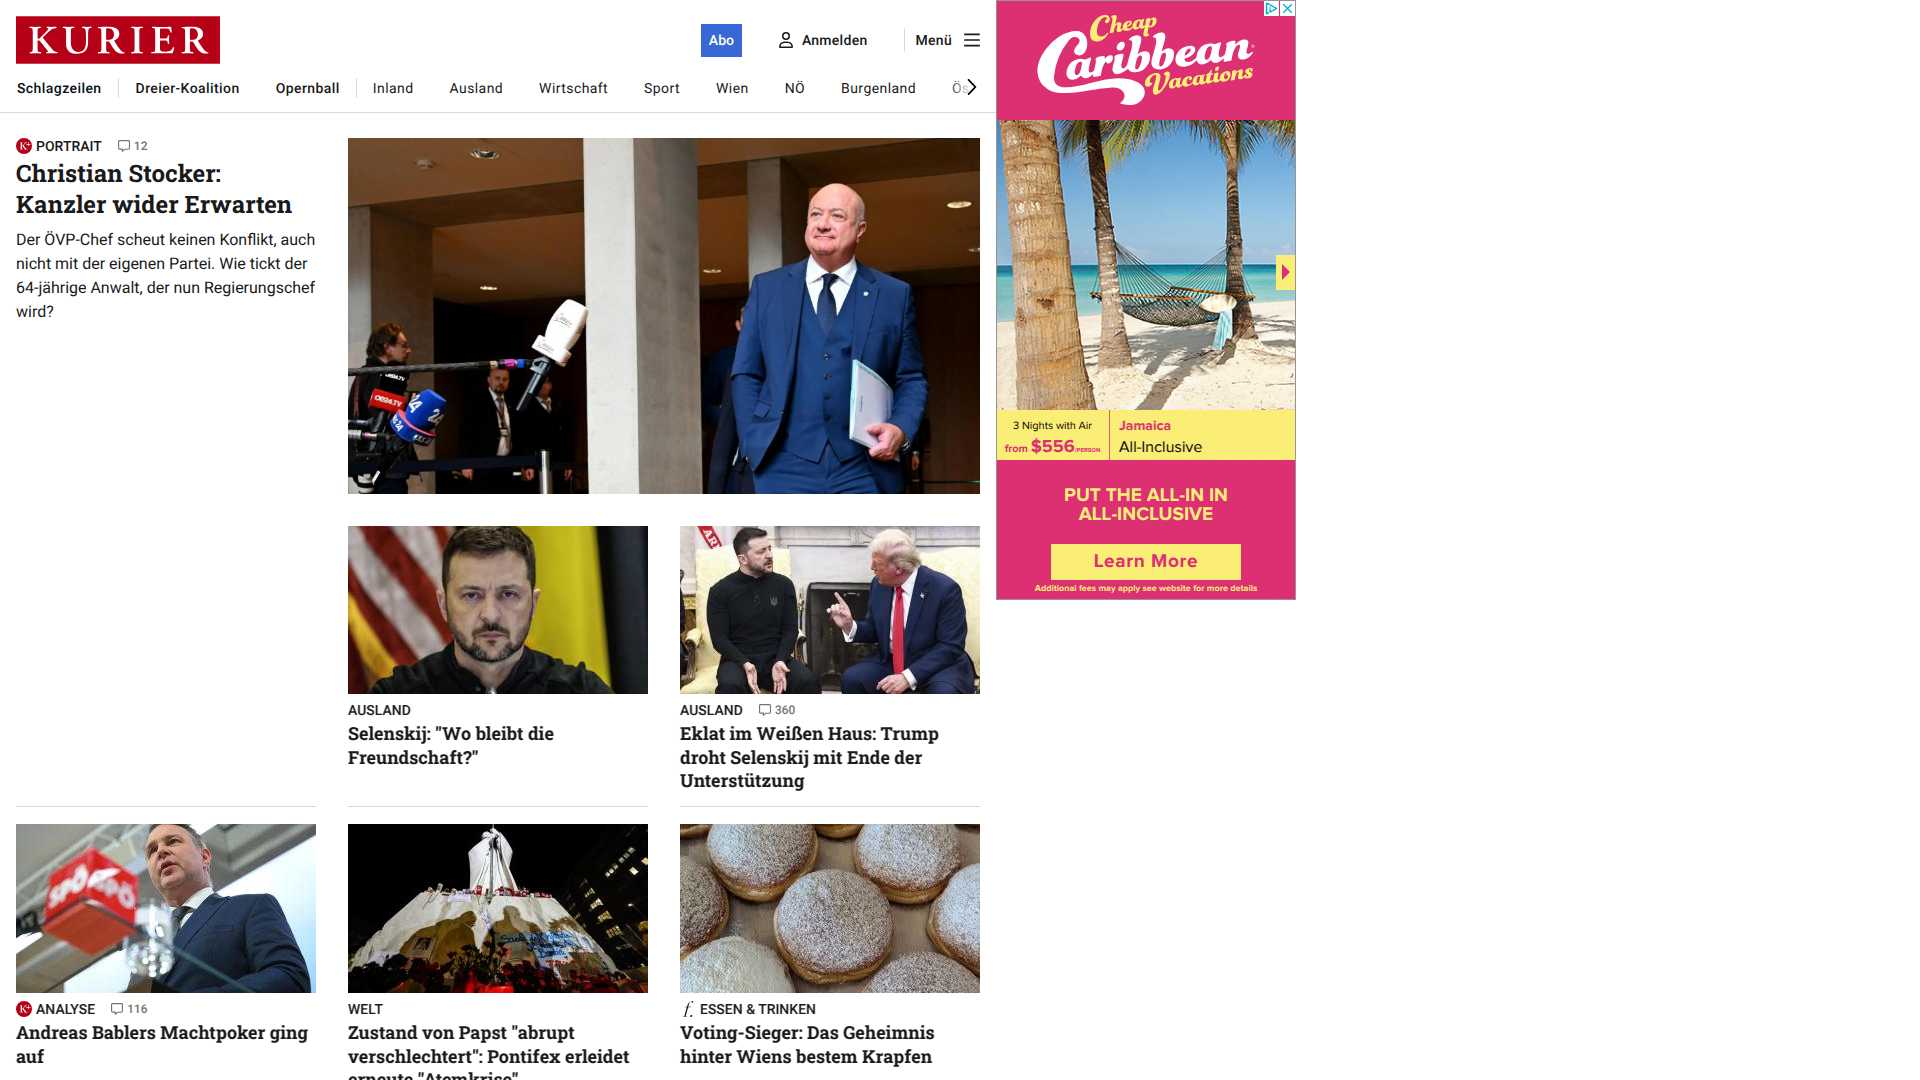 KURIER
Abo
Anmelden
Menü
Schlagzeilen
Dreier-Koalition
Opernball
Inland
Ausland
Wirtschaft
Sport
Wien
NÖ
Burgenland
PORTRAIT 12
Christian Stocker:
Kanzler wider Erwarten
Der ÖVP-Chef scheut keinen Konflikt, auch
nicht mit der eigenen Partei. Wie tickt der
64-jährige Anwalt, der nun Regierungschef
wird?
AUSLAND
Selenskij: "Wo bleibt die
Freundschaft?"
AUSLAND 360
Eklat im Weißen Haus: Trump
droht Selenskij mit Ende der
Unterstützung
SPÖ
ANALYSE 116
Andreas Bablers Machtpoker ging
auf
WELT
Zustand von Papst "abrupt
verschlechtert": Pontifex erleidet
erneute "Atemkrise"
f. ESSEN & TRINKEN
Voting-Sieger: Das Geheimnis
hinter Wiens bestem Krapfen
Cheap
Caribbean
Vacations
3 Nights with Air
from $556/PERSON
Jamaica
All-Inclusive
PUT THE ALL-IN IN
ALL-INCLUSIVE
Learn More
Additional fees may apply see website for more details